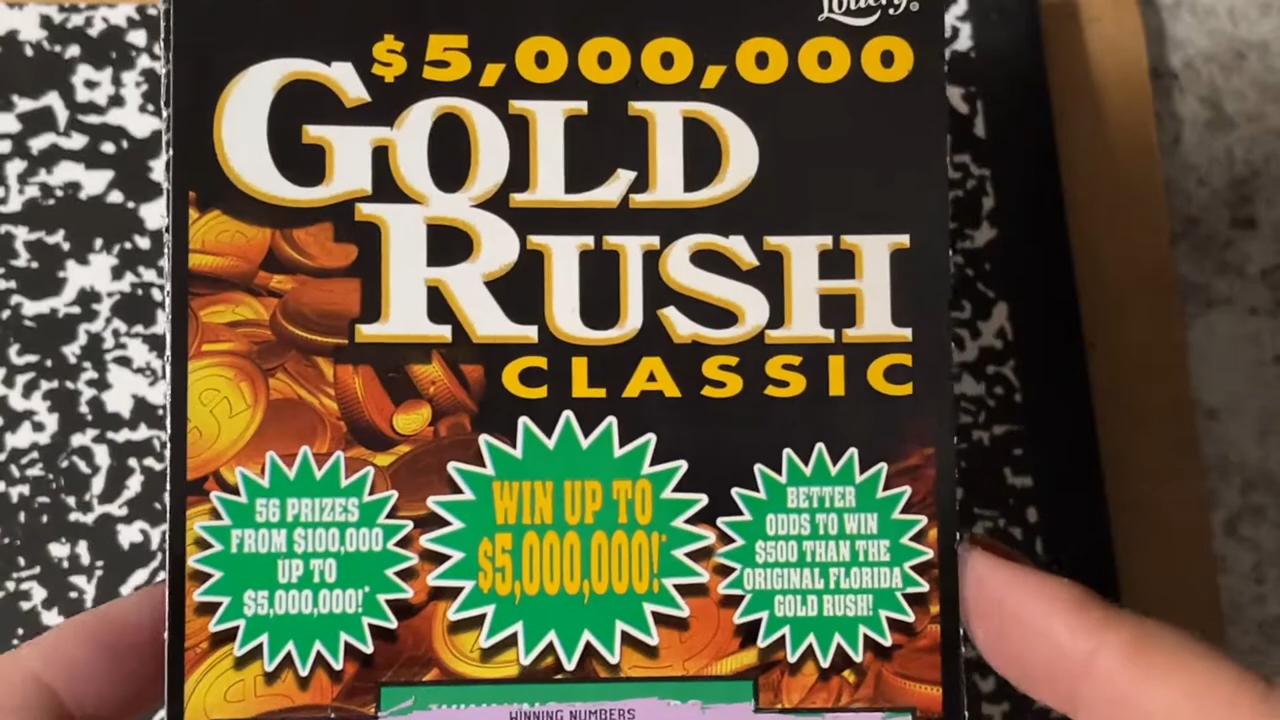 Lottery®
$5,000,000
GOLD
RUSH
CLASSIC
56 PRIZES
FROM $100,000
UP TO
$5,000,000!*
WIN UP TO
$5,000,000!*
BETTER
ODDS TO WIN
$500 THAN THE
ORIGINAL FLORIDA
GOLD RUSH!
WINNING NUMBERS